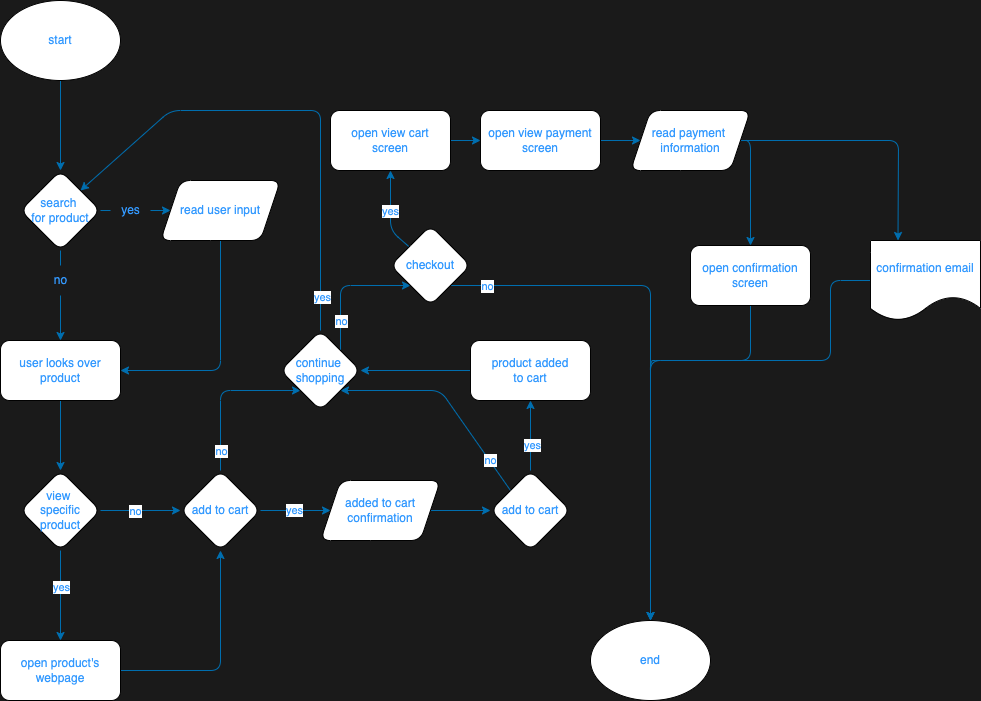 start
open view cart
screen
open view payment
screen
read payment
information
search
for product
yes
read user input
yes
checkout
no
open confirmation
screen
confirmation email
no
yes
no
user looks over
product
continue
shopping
product added
to cart
no
no
yes
view
specific
product
no
add to cart
yes
added to cart
confirmation
add to cart
yes
open product's
webpage
end